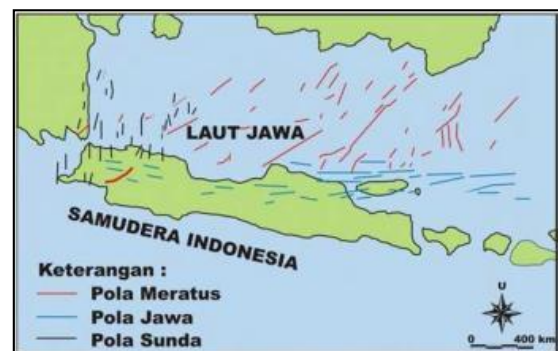 LAUT JAWA
SAMUDERA INDONESIA
Keterangan :
Pola Meratus
Pola Jawa
Pola Sunda
U
0 400 km